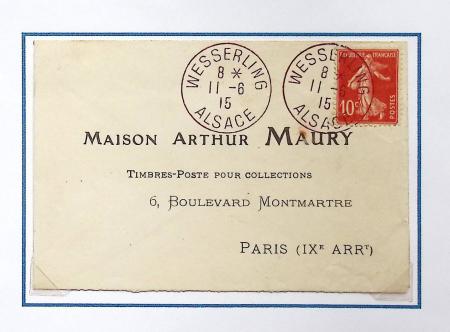 WESSERLING
8 *
11-6
15
ALSACE
WESSERLING
8 *
11-6
15
ALSACE
REPUBLIQUE FRANÇAISE
10c
POSTES
MAISON ARTHUR MAURY
TIMBRES-POSTE POUR COLLECTIONS
6, BOULEVARD MONTMARTRE
PARIS (IXE ARRT)